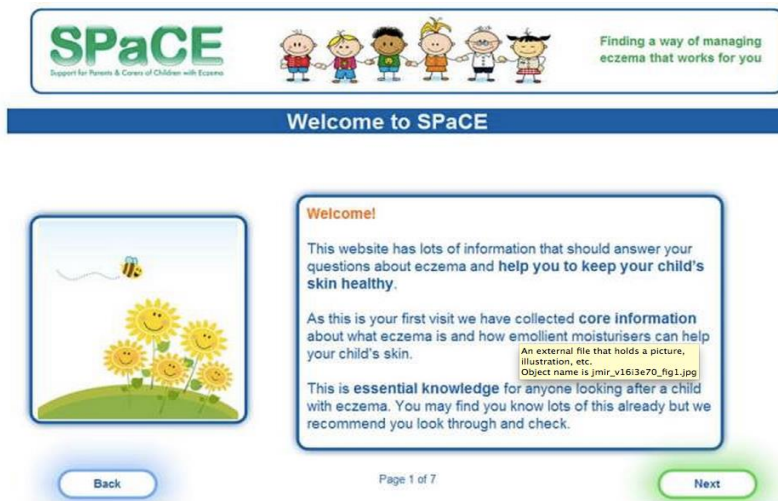 SPaCE
Support for Parents & Carers of Children with Eczema
Finding a way of managing
eczema that works for you
Welcome to SPaCE
Welcome!
This website has lots of information that should answer your
questions about eczema and help you to keep your child's
skin healthy.
As this is your first visit we have collected core information
about what eczema is and how emollient moisturisers can help
your child's skin.
An external file that holds a picture,
illustration, etc.
Object name is jmir_v16i3e70_fig1.jpg
This is essential knowledge for anyone looking after a child
with eczema. You may find you know lots of this already but we
recommend you look through and check.
Back
Page 1 of 7
Next